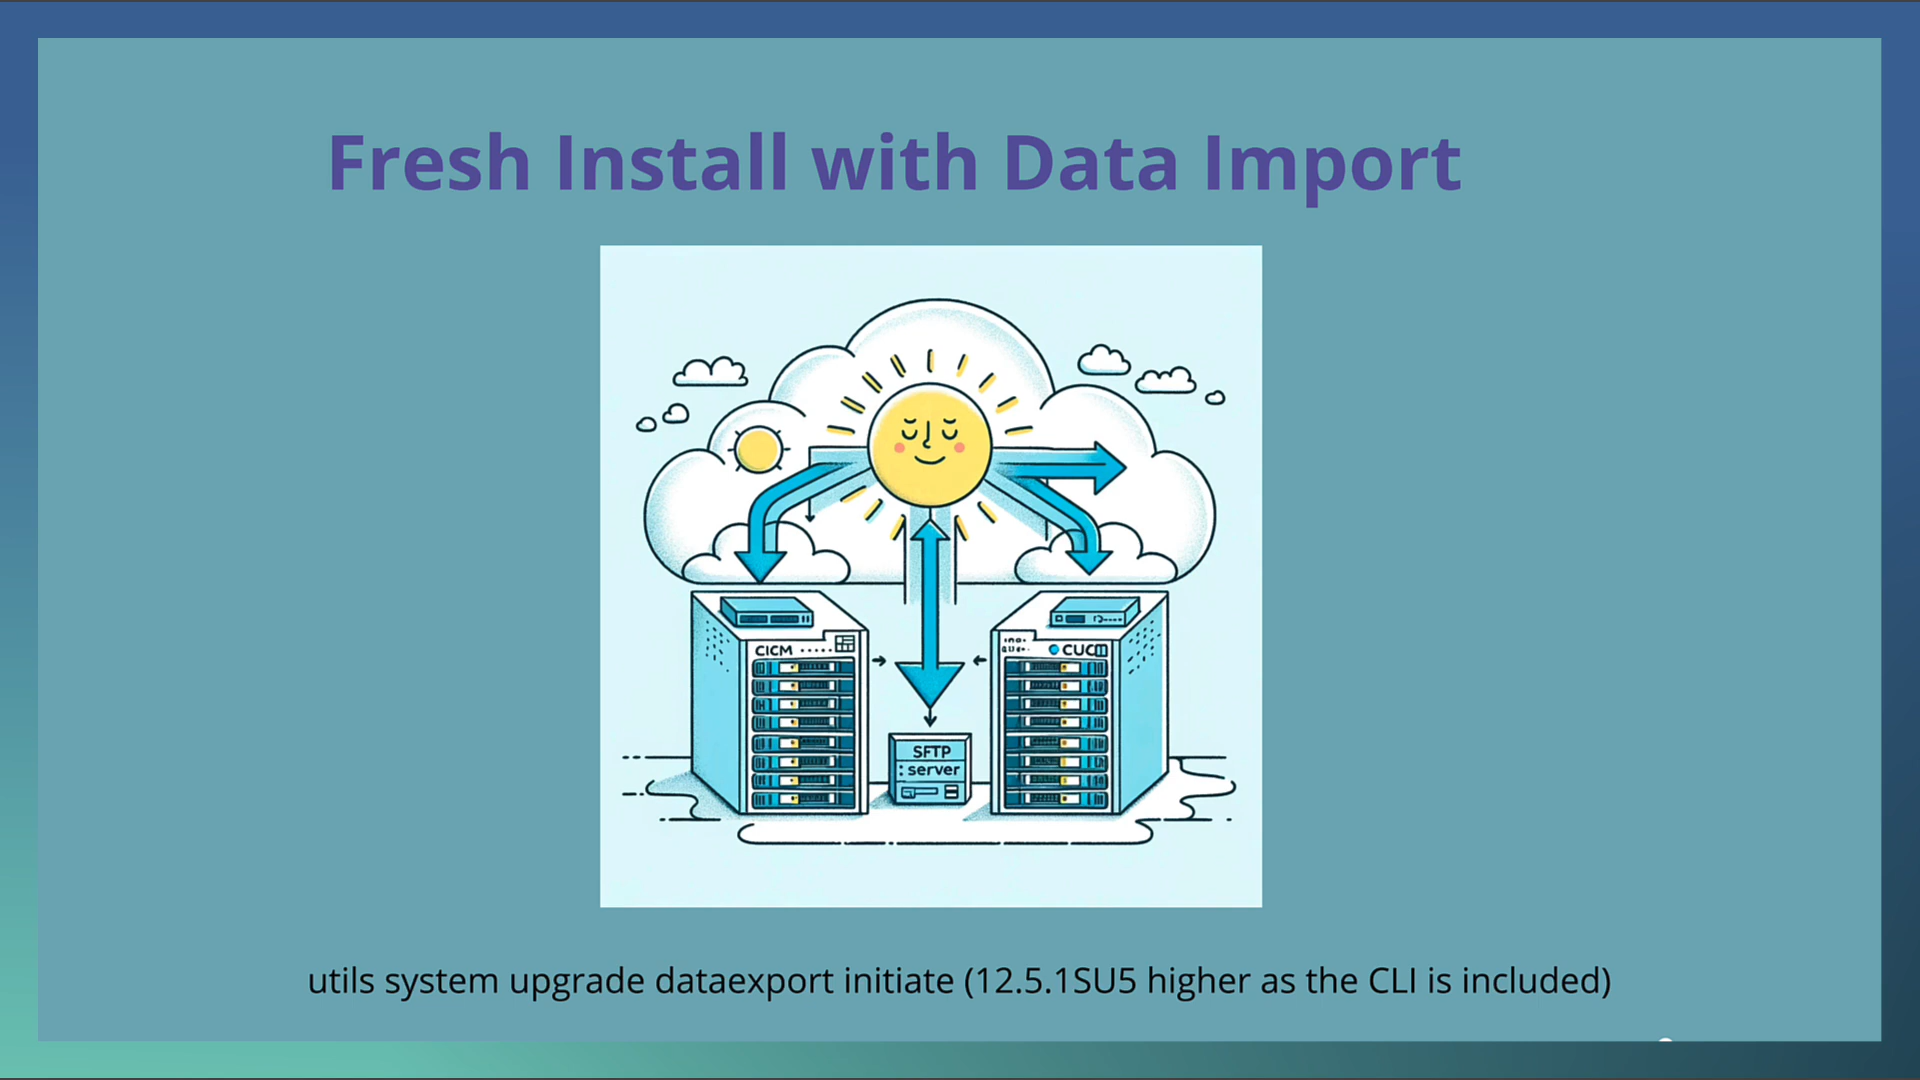 Fresh Install with Data Import
CICM
CUCM
SFTP
: server
utils system upgrade dataexport initiate (12.5.1SU5 higher as the CLI is included)